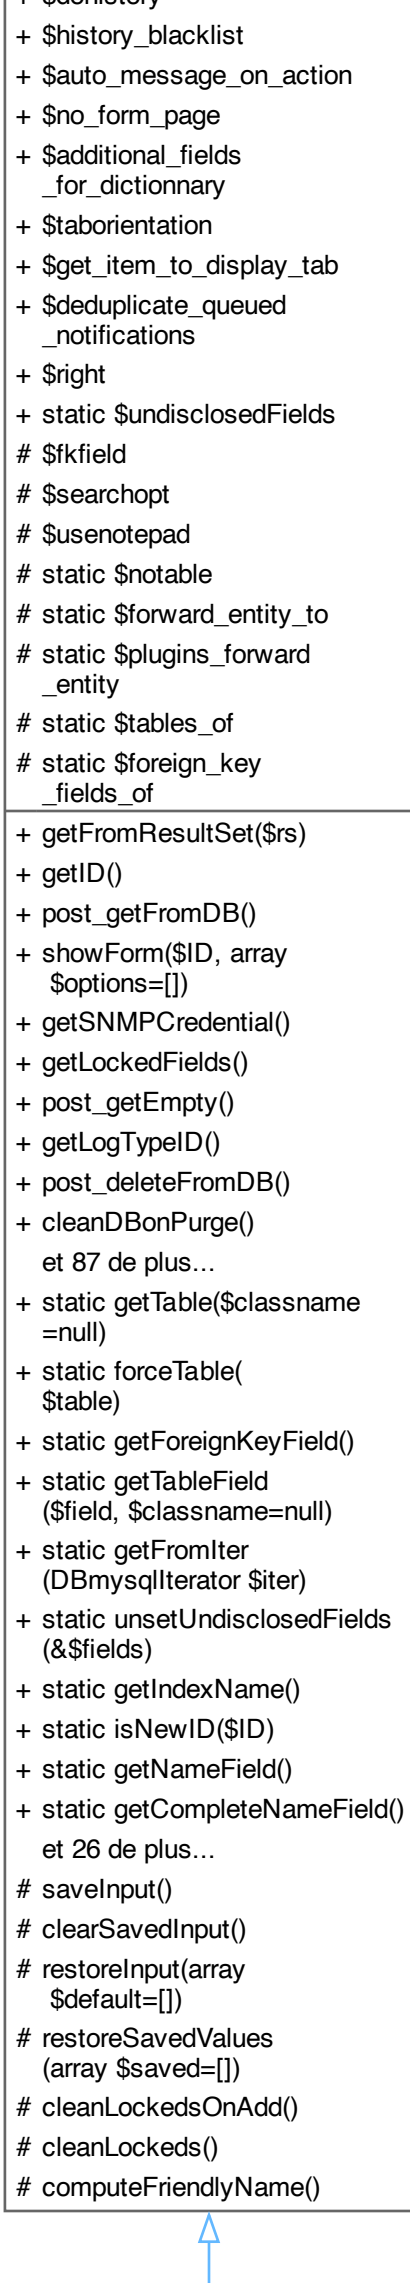 + $history_blacklist
+ $auto_message_on_action
+ $no_form_page
+ $additional_fields
_for_dictionnary
+ $taborientation
+ $get_item_to_display_tab
+ $deduplicate_queued
_notifications
+ $right
+ static $undisclosedFields
# $fkfield
# $searchopt
# $usenotepad
# static $notable
# static $forward_entity_to
# static $plugins_forward
_entity
# static $tables_of
# static $foreign_key
_fields_of
+ getFromResultSet($rs)
+ getID()
+ post_getFromDB()
+ showForm($ID, array
$options=[])
+ getSNMPCredential()
+ getLockedFields()
+ post_getEmpty()
+ getLogTypeID()
+ post_deleteFromDB()
+ cleanDBonPurge()
et 87 de plus...
+ static getTable($classname
=null)
+ static forceTable(
$table)
+ static getForeignKeyField()
+ static getTableField
($field, $classname=null)
+ static getFromIter
(DBmysqlIterator $iter)
+ static unsetUndisclosedFields
(&$fields)
+ static getIndexName()
+ static isNewID($ID)
+ static getNameField()
+ static getCompleteNameField()
et 26 de plus...
# saveInput()
# clearSavedInput()
# restoreInput(array
$default=[])
# restoreSavedValues
(array $saved=[])
# cleanLockedsOnAdd()
# cleanLockeds()
# computeFriendlyName()